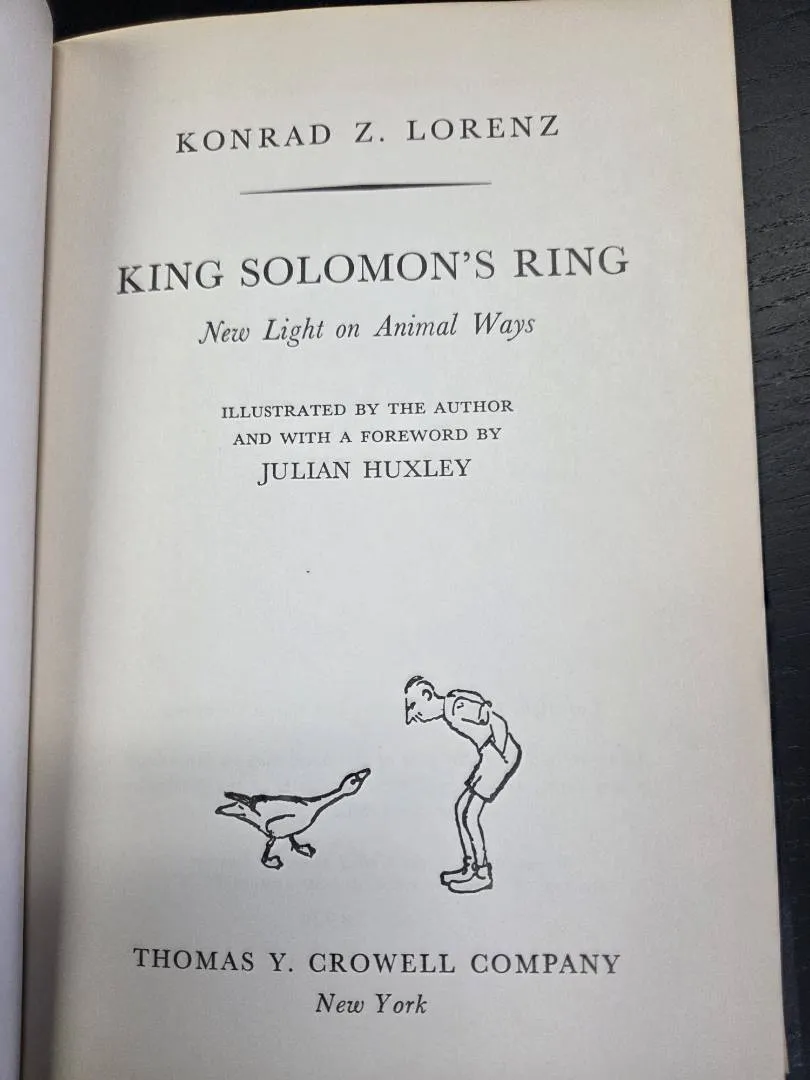 KONRAD Z. LORENZ
KING SOLOMON'S RING
New Light on Animal Ways
ILLUSTRATED BY THE AUTHOR
AND WITH A FOREWORD BY
JULIAN HUXLEY
THOMAS Y. CROWELL COMPANY
New York